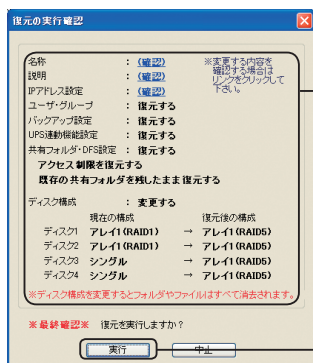 復元の実行確認
名称 : (確認)
説明 : (確認)
IPアドレス設定 : (確認)
※変更する内容を
確認する場合は
リンクをクリックして
下さい。
ユーザ・グループ : 復元する
バックアップ設定 : 復元する
UPS連動機能設定 : 復元する
共有フォルダ・DFS設定 : 復元する
アクセス制限を復元する
既存の共有フォルダを残したまま復元する
ディスク構成 : 変更する
現在の構成 復元後の構成
ディスク1 アレイ1(RAID1) → アレイ1(RAID5)
ディスク2 アレイ1(RAID1) → アレイ1(RAID5)
ディスク3 シングル → アレイ1(RAID5)
ディスク4 シングル → アレイ1(RAID5)
※ディスク構成を変更するとフォルダやファイルはすべて消去されます。
※最終確認※ 復元を実行しますか?
実行 中止